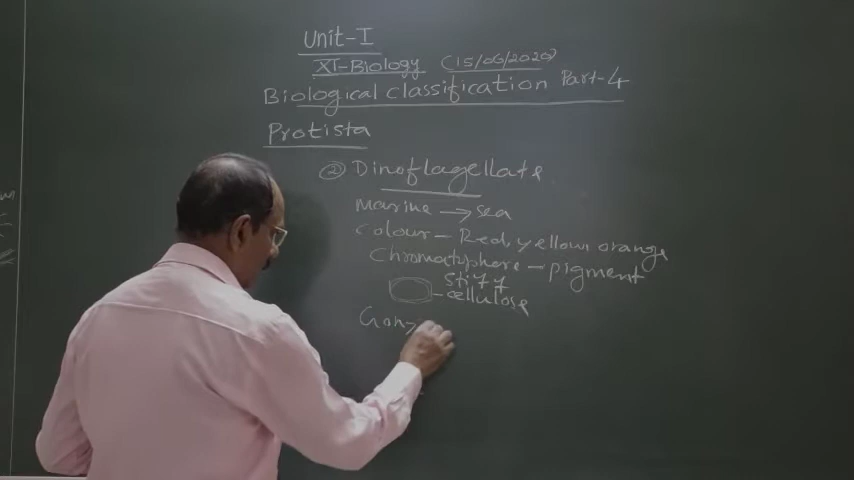 Unit-I
XI-Biology (15/06/2020)
Biological classification Part-4
Protista
② Dinoflagellate
Marine → sea
Colour - Red, yellow, orange
Chromatophore - pigment
stiff
- cellulose
Gony